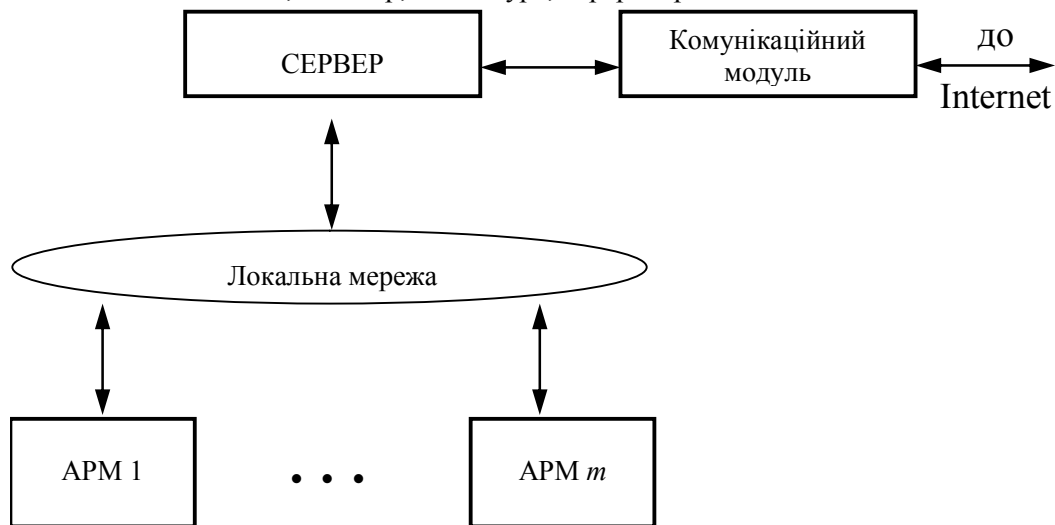 СЕРВЕР
Комунікаційний
модуль
до
Internet
Локальна мережа
АРМ 1
• • •
АРМ m